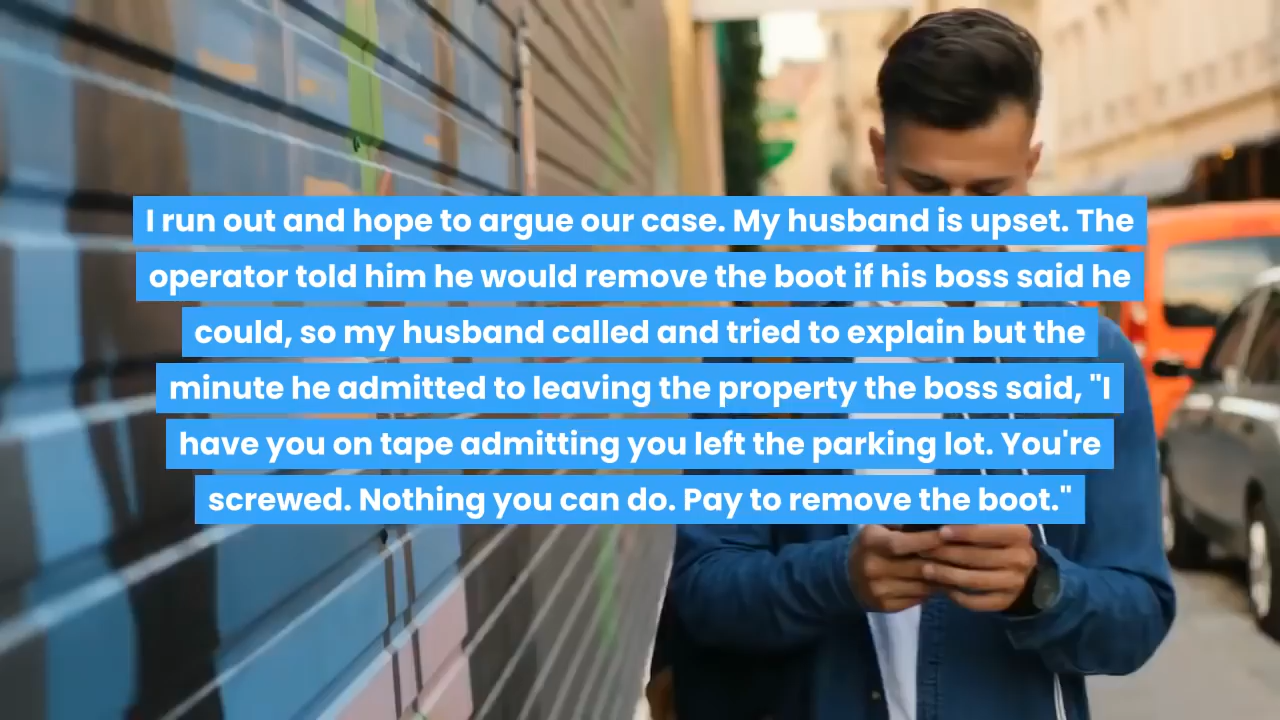 I run out and hope to argue our case. My husband is upset. The
operator told him he would remove the boot if his boss said he
could, so my husband called and tried to explain but the
minute he admitted to leaving the property the boss said, "I
have you on tape admitting you left the parking lot. You're
screwed. Nothing you can do. Pay to remove the boot."